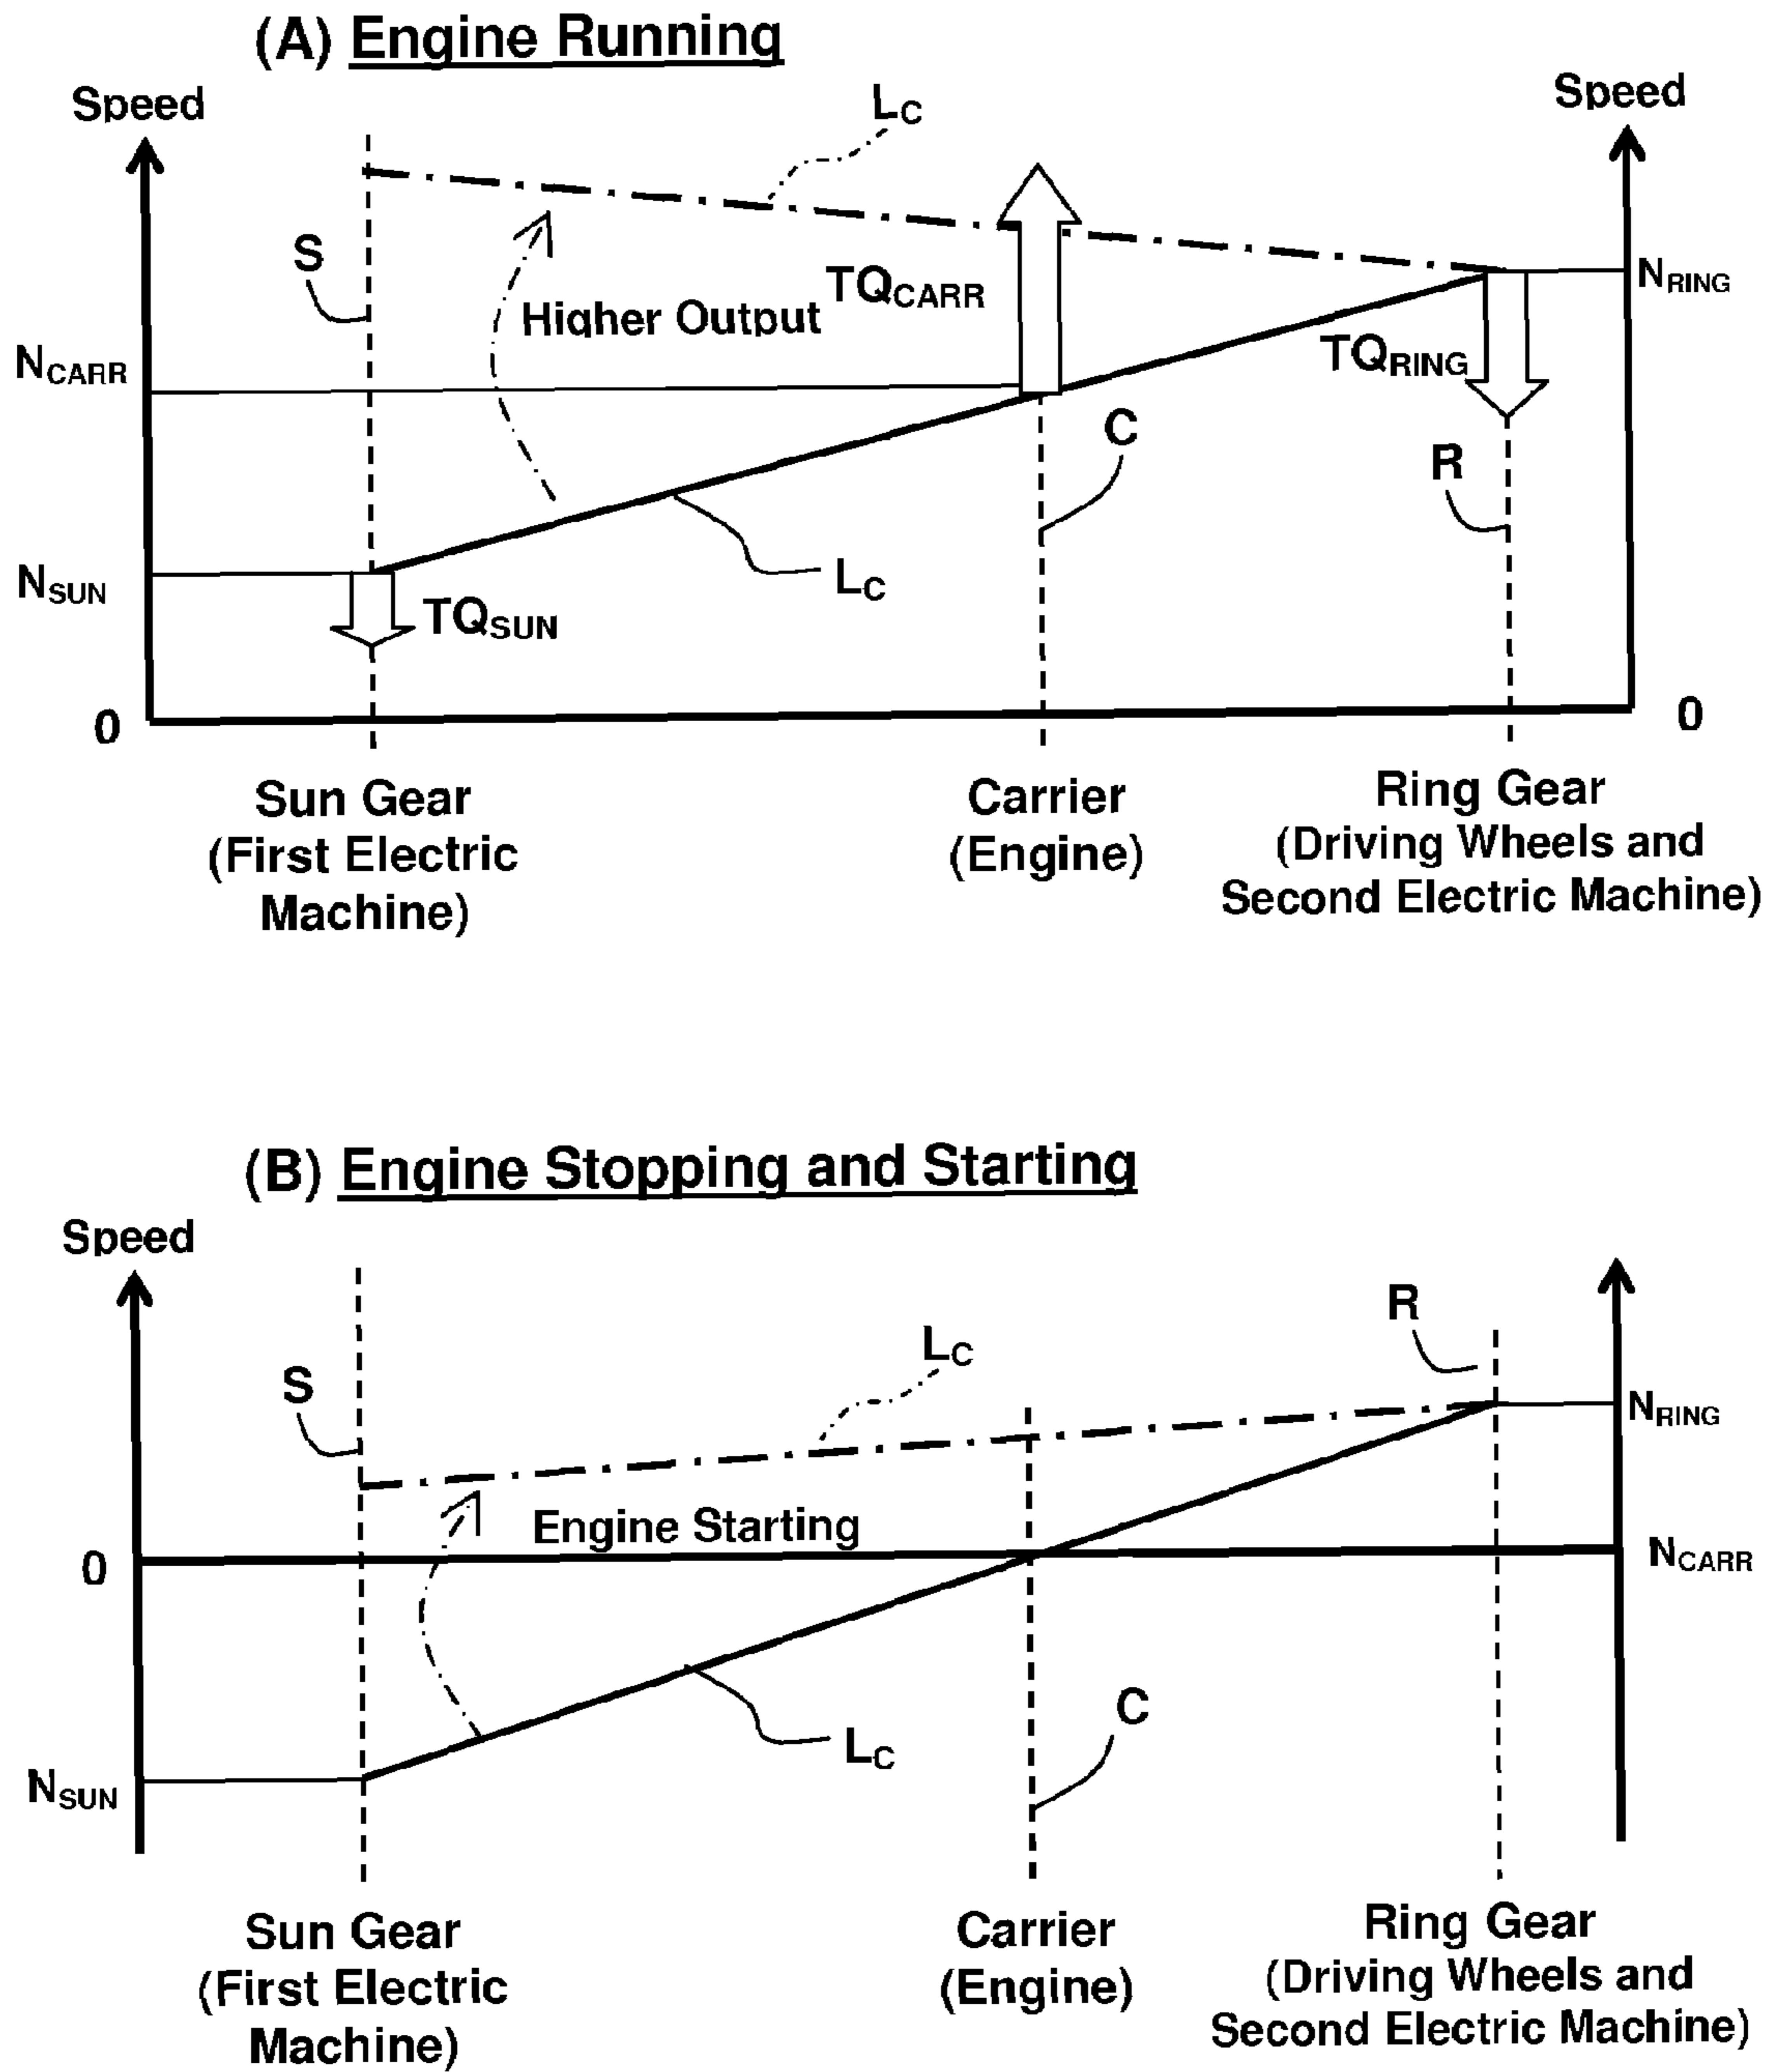 (A) Engine Running
Speed
Speed
LC
S
Higher Output
TQCARR
NRING
TQRING
NCARR
C
R
NSUN
LC
TQSUN
0
0
Sun Gear
(First Electric
Machine)
Carrier
(Engine)
Ring Gear
(Driving Wheels and
Second Electric Machine)
(B) Engine Stopping and Starting
Speed
R
LC
S
NRING
Engine Starting
0
NCARR
C
LC
NSUN
Sun Gear
(First Electric
Machine)
Carrier
(Engine)
Ring Gear
(Driving Wheels and
Second Electric Machine)